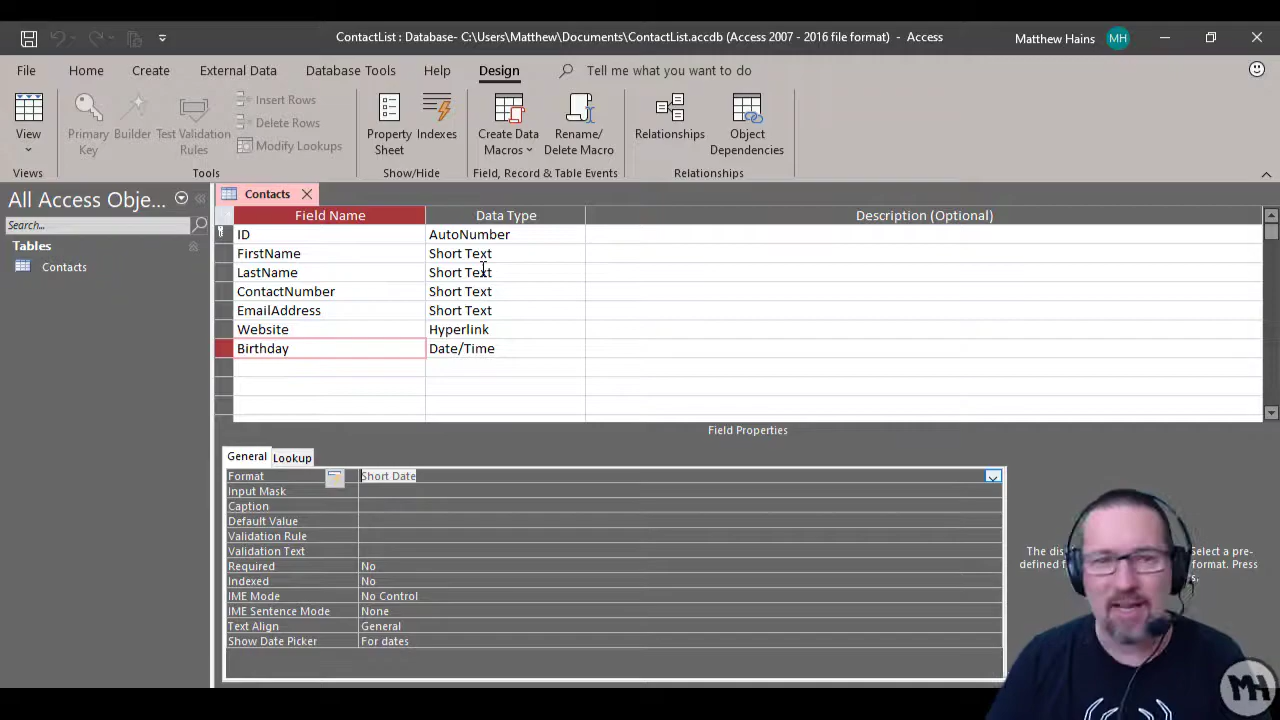 ContactList : Database- C:\Users\Matthew\Documents\ContactList.accdb (Access 2007 - 2016 file format) - Access
Matthew Hains
MH
File
Home
Create
External Data
Database Tools
Help
Design
Tell me what you want to do
View
Primary Key
Builder
Test Validation Rules
Insert Rows
Delete Rows
Modify Lookups
Property Sheet
Indexes
Create Data Macros
Rename/ Delete Macro
Relationships
Object Dependencies
Views
Tools
Show/Hide
Field, Record & Table Events
Relationships
All Access Obje...
Search...
Tables
Contacts
Contacts
Field Name Data Type Description (Optional)
ID AutoNumber
FirstName Short Text
LastName Short Text
ContactNumber Short Text
EmailAddress Short Text
Website Hyperlink
Birthday Date/Time
Field Properties
General Lookup
Format Short Date
Input Mask
Caption
Default Value
Validation Rule
Validation Text
Required No
Indexed No
IME Mode No Control
IME Sentence Mode None
Text Align General
Show Date Picker For dates
The dis Select a pre-
defined f format. Press
s.
MH